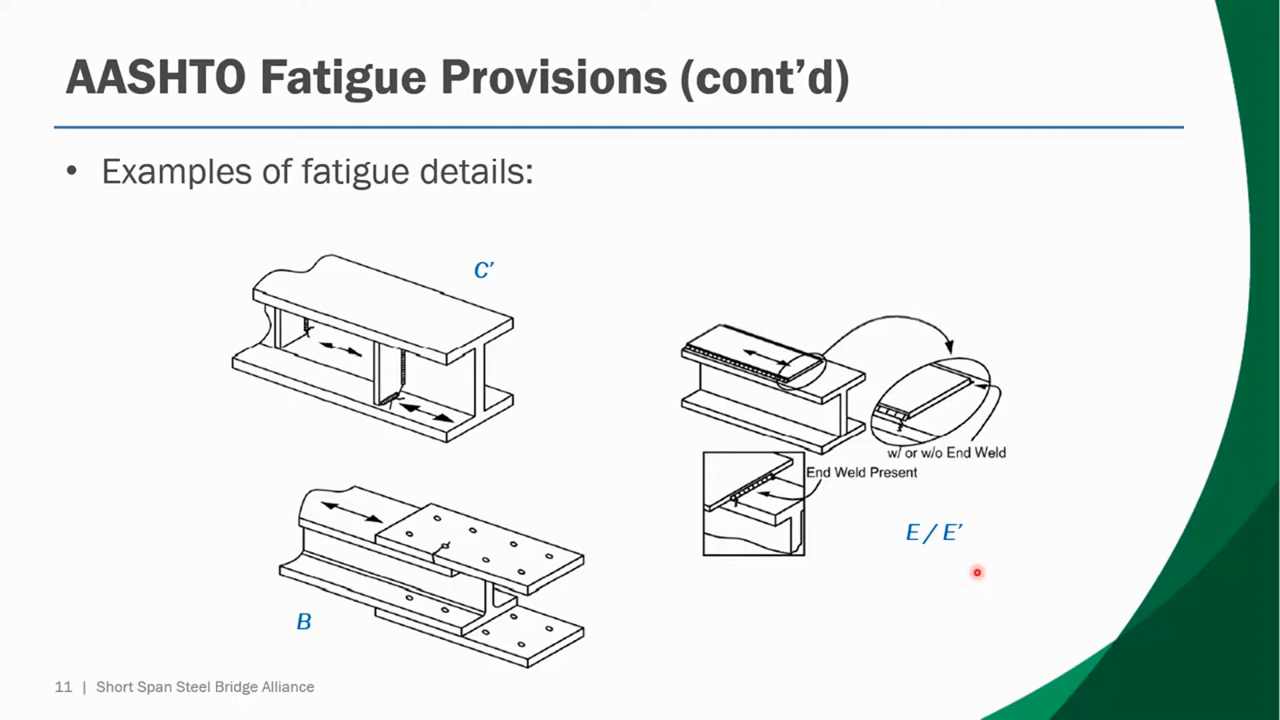 AASHTO Fatigue Provisions (cont’d)
• Examples of fatigue details:
C’
w/ or w/o End Weld
End Weld Present
E / E’
B
11 | Short Span Steel Bridge Alliance